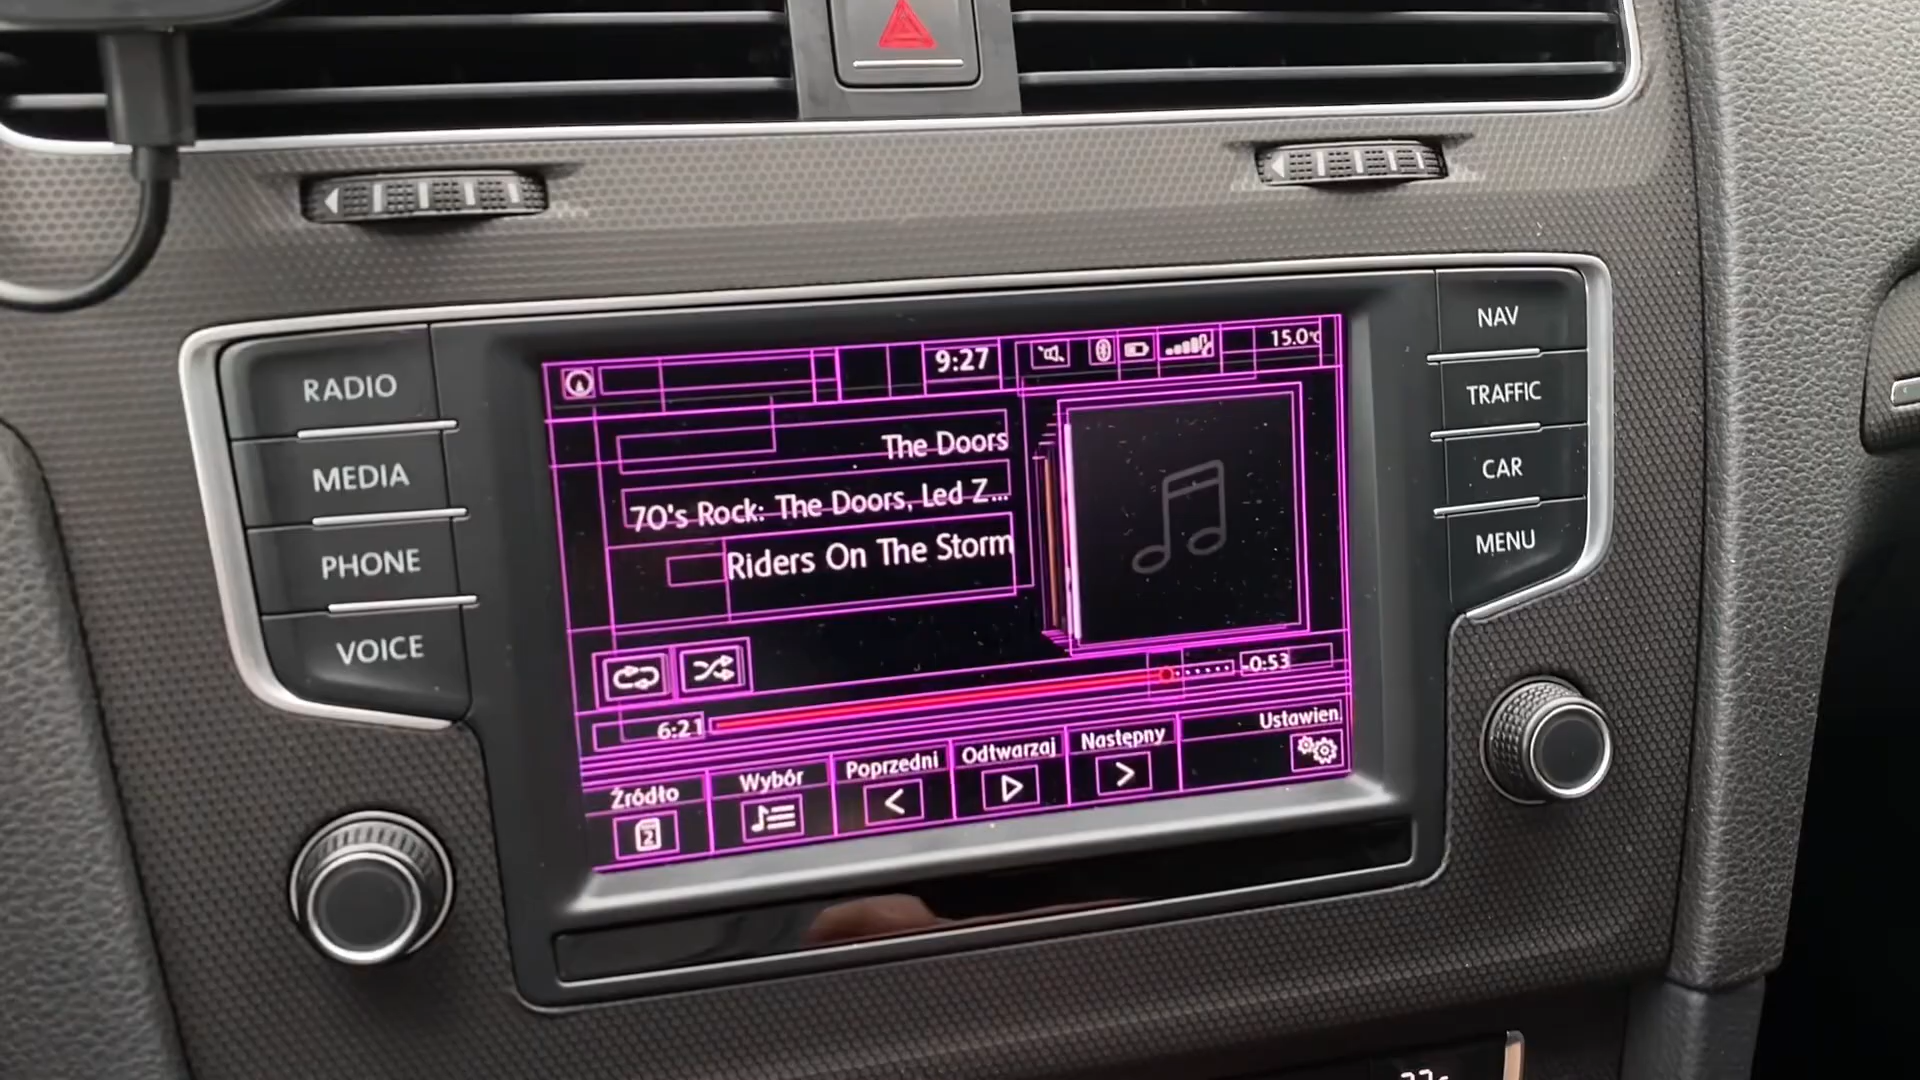 RADIO
MEDIA
PHONE
VOICE
9:27
15.0°C
The Doors
70's Rock: The Doors, Led Z...
Riders On The Storm
6:21
-0:53
Źródło
2
Wybór
Poprzedni
Odtwarzaj
Następny
Ustawien.
NAV
TRAFFIC
CAR
MENU